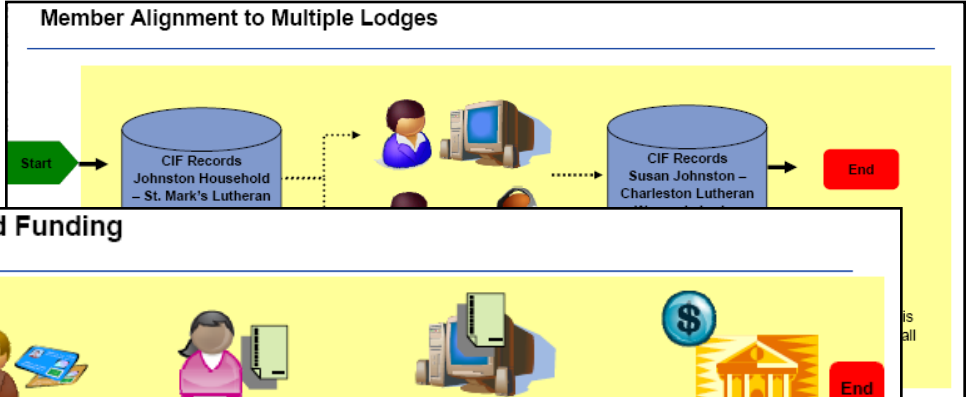 Member Alignment to Multiple Lodges
Start
CIF Records
Johnston Household
– St. Mark's Lutheran
CIF Records
Susan Johnston –
Charleston Lutheran
End
is
all
Funding
$
End